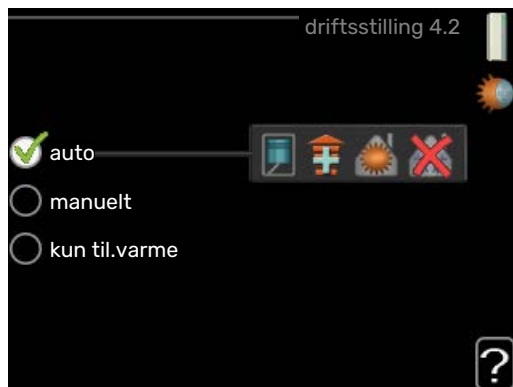 driftsstilling 4.2
auto
manuelt
kun til.varme
?